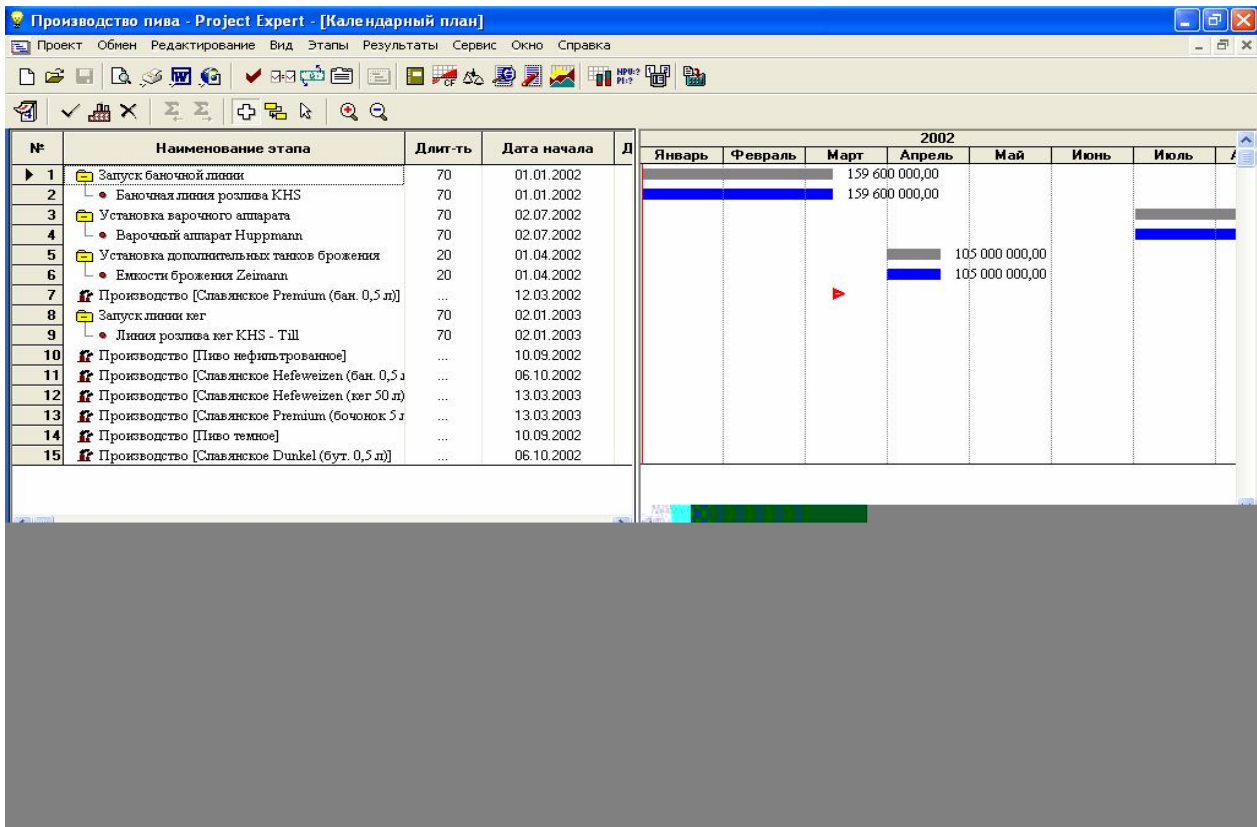 Производство пива - Project Expert - [Календарный план]
Проект Обмен Редактирование Вид Этапы Результаты Сервис Окно Справка
№ Наименование этапа Длит-ть Дата начала Д 2002
Январь Февраль Март Апрель Май Июнь Июль А
1 Запуск баночной линии 70 01.01.2002 159 600 000,00
2 Баночная линия розлива KHS 70 01.01.2002 159 600 000,00
3 Установка варочного аппарата 70 02.07.2002
4 Варочный аппарат Huppmann 70 02.07.2002
5 Установка дополнительных танков брожения 20 01.04.2002 105 000 000,00
6 Емкости брожения Zeimann 20 01.04.2002 105 000 000,00
7 Производство [Славянское Premium (бан. 0,5 л)] ... 12.03.2002
8 Запуск линии кег 70 02.01.2003
9 Линия розлива кег KHS - Till 70 02.01.2003
10 Производство [Пиво нефильтрованное] ... 10.09.2002
11 Производство [Славянское Hefeweizen (бан. 0,5 л ... 06.10.2002
12 Производство [Славянское Hefeweizen (кег 50 л) ... 13.03.2003
13 Производство [Славянское Premium (бочонок 5 л ... 13.03.2003
14 Производство [Пиво темное] ... 10.09.2002
15 Производство [Славянское Dunkel (бут. 0,5 л)] ... 06.10.2002